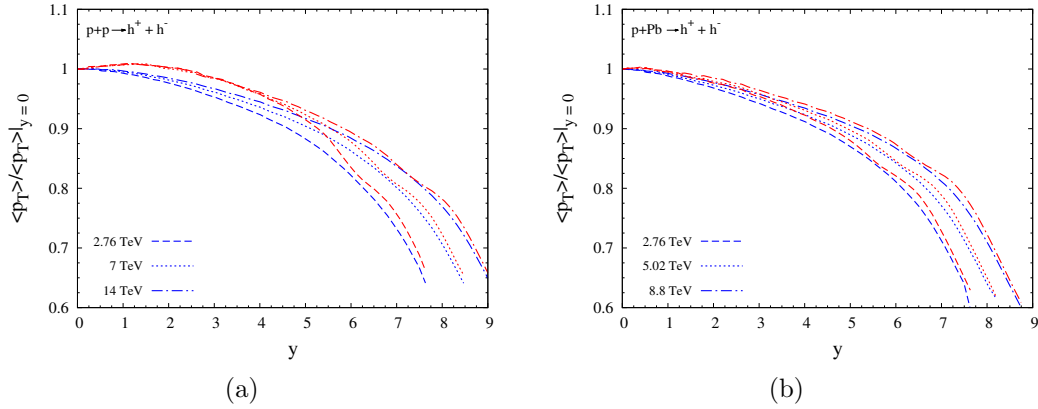 1.1
1
0.9
0.8
0.7
0.6
<p_T>/<p_T>|_{y = 0}
p+p→h⁺ + h⁻
2.76 TeV
7 TeV
14 TeV
0 1 2 3 4 5 6 7 8 9
y
(a)
1.1
1
0.9
0.8
0.7
0.6
<p_T>/<p_T>|_{y = 0}
p+Pb→h⁺ + h⁻
2.76 TeV
5.02 TeV
8.8 TeV
0 1 2 3 4 5 6 7 8 9
y
(b)